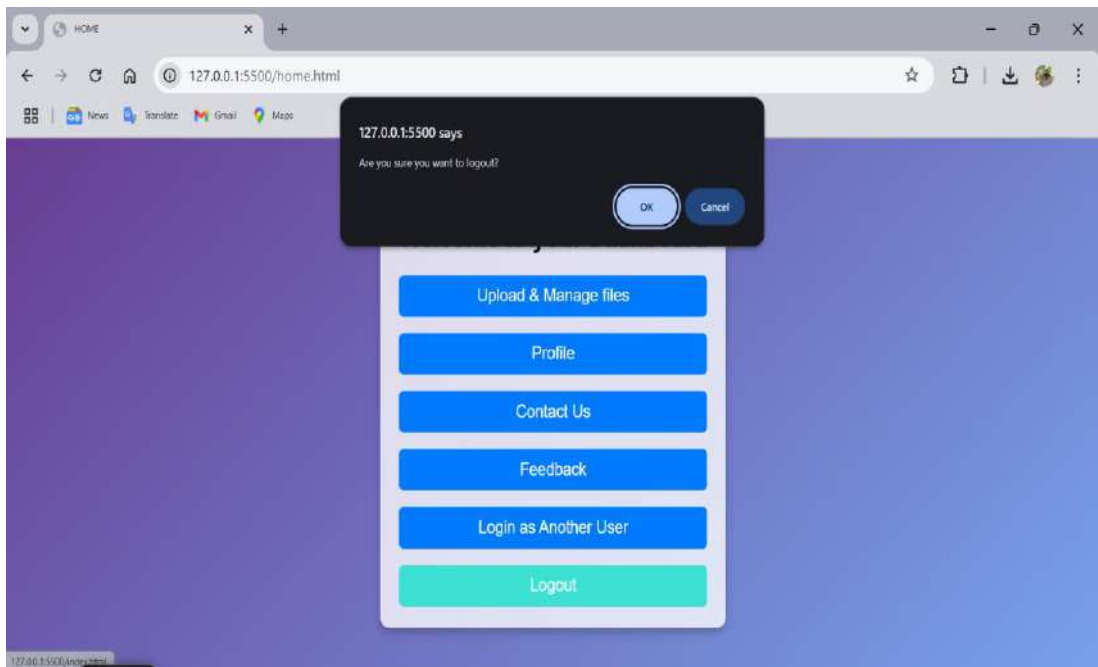 HOME
127.0.0.1:5500/home.html
News Translate Gmail Maps
127.0.0.1:5500 says
Are you sure you want to logout?
OK Cancel
Upload & Manage files
Profile
Contact Us
Feedback
Login as Another User
Logout
127.0.0.1:5500/index.html